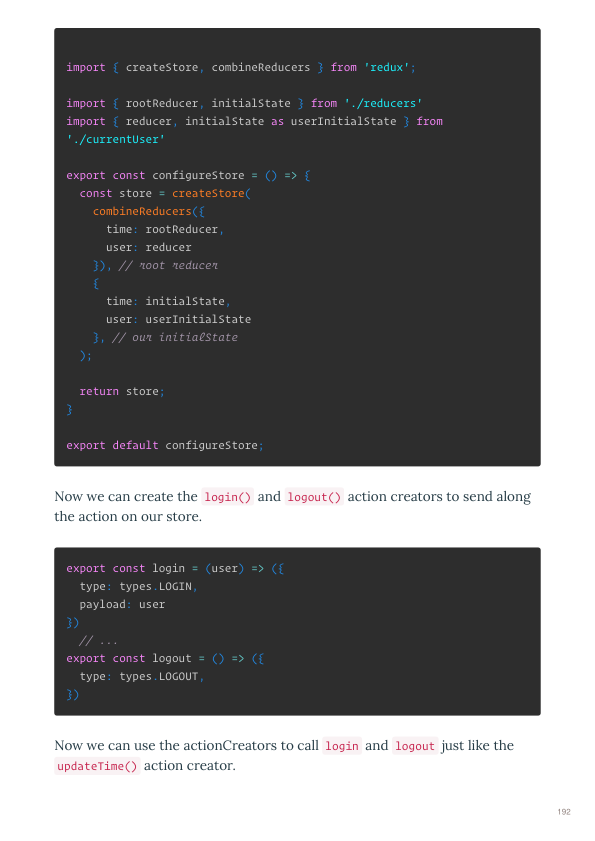 import { createStore, combineReducers } from 'redux';

import { rootReducer, initialState } from './reducers'
import { reducer, initialState as userInitialState } from
'./currentUser'

export const configureStore = () => {
  const store = createStore(
    combineReducers({
      time: rootReducer,
      user: reducer
    }), // root reducer
    {
      time: initialState,
      user: userInitialState
    }, // our initialState
  );

  return store;
}

export default configureStore;

Now we can create the login() and logout() action creators to send along
the action on our store.

export const login = (user) => ({
  type: types.LOGIN,
  payload: user
})
  // ...
export const logout = () => ({
  type: types.LOGOUT,
})

Now we can use the actionCreators to call login and logout just like the
updateTime() action creator.

192